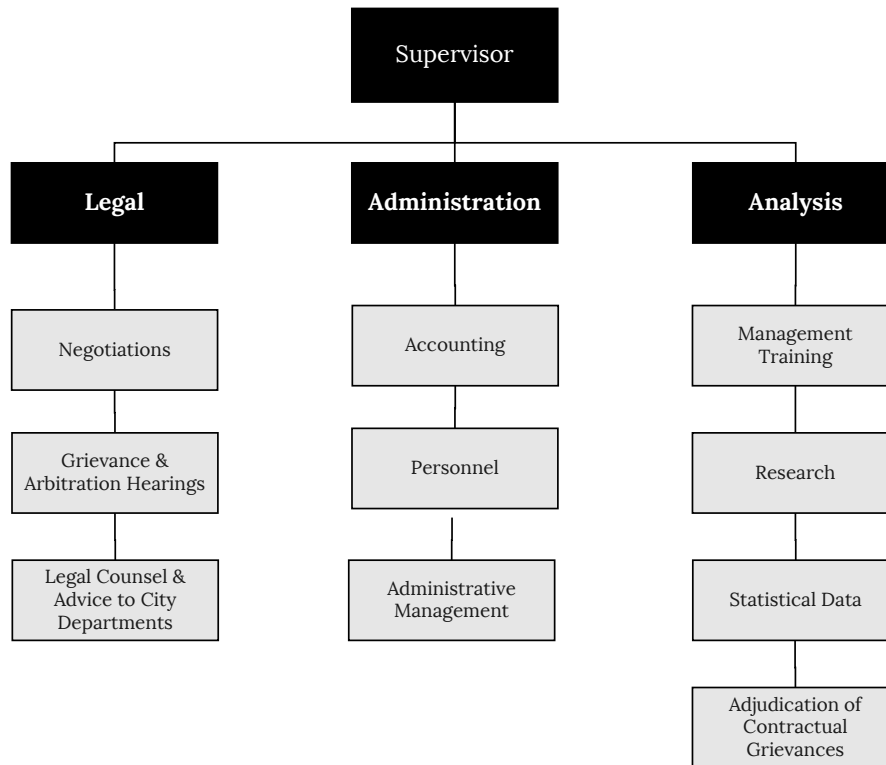 Supervisor
Legal
Administration
Analysis
Negotiations
Accounting
Management
Training
Grievance &
Arbitration Hearings
Personnel
Research
Legal Counsel &
Advice to City
Departments
Administrative
Management
Statistical Data
Adjudication of
Contractual
Grievances